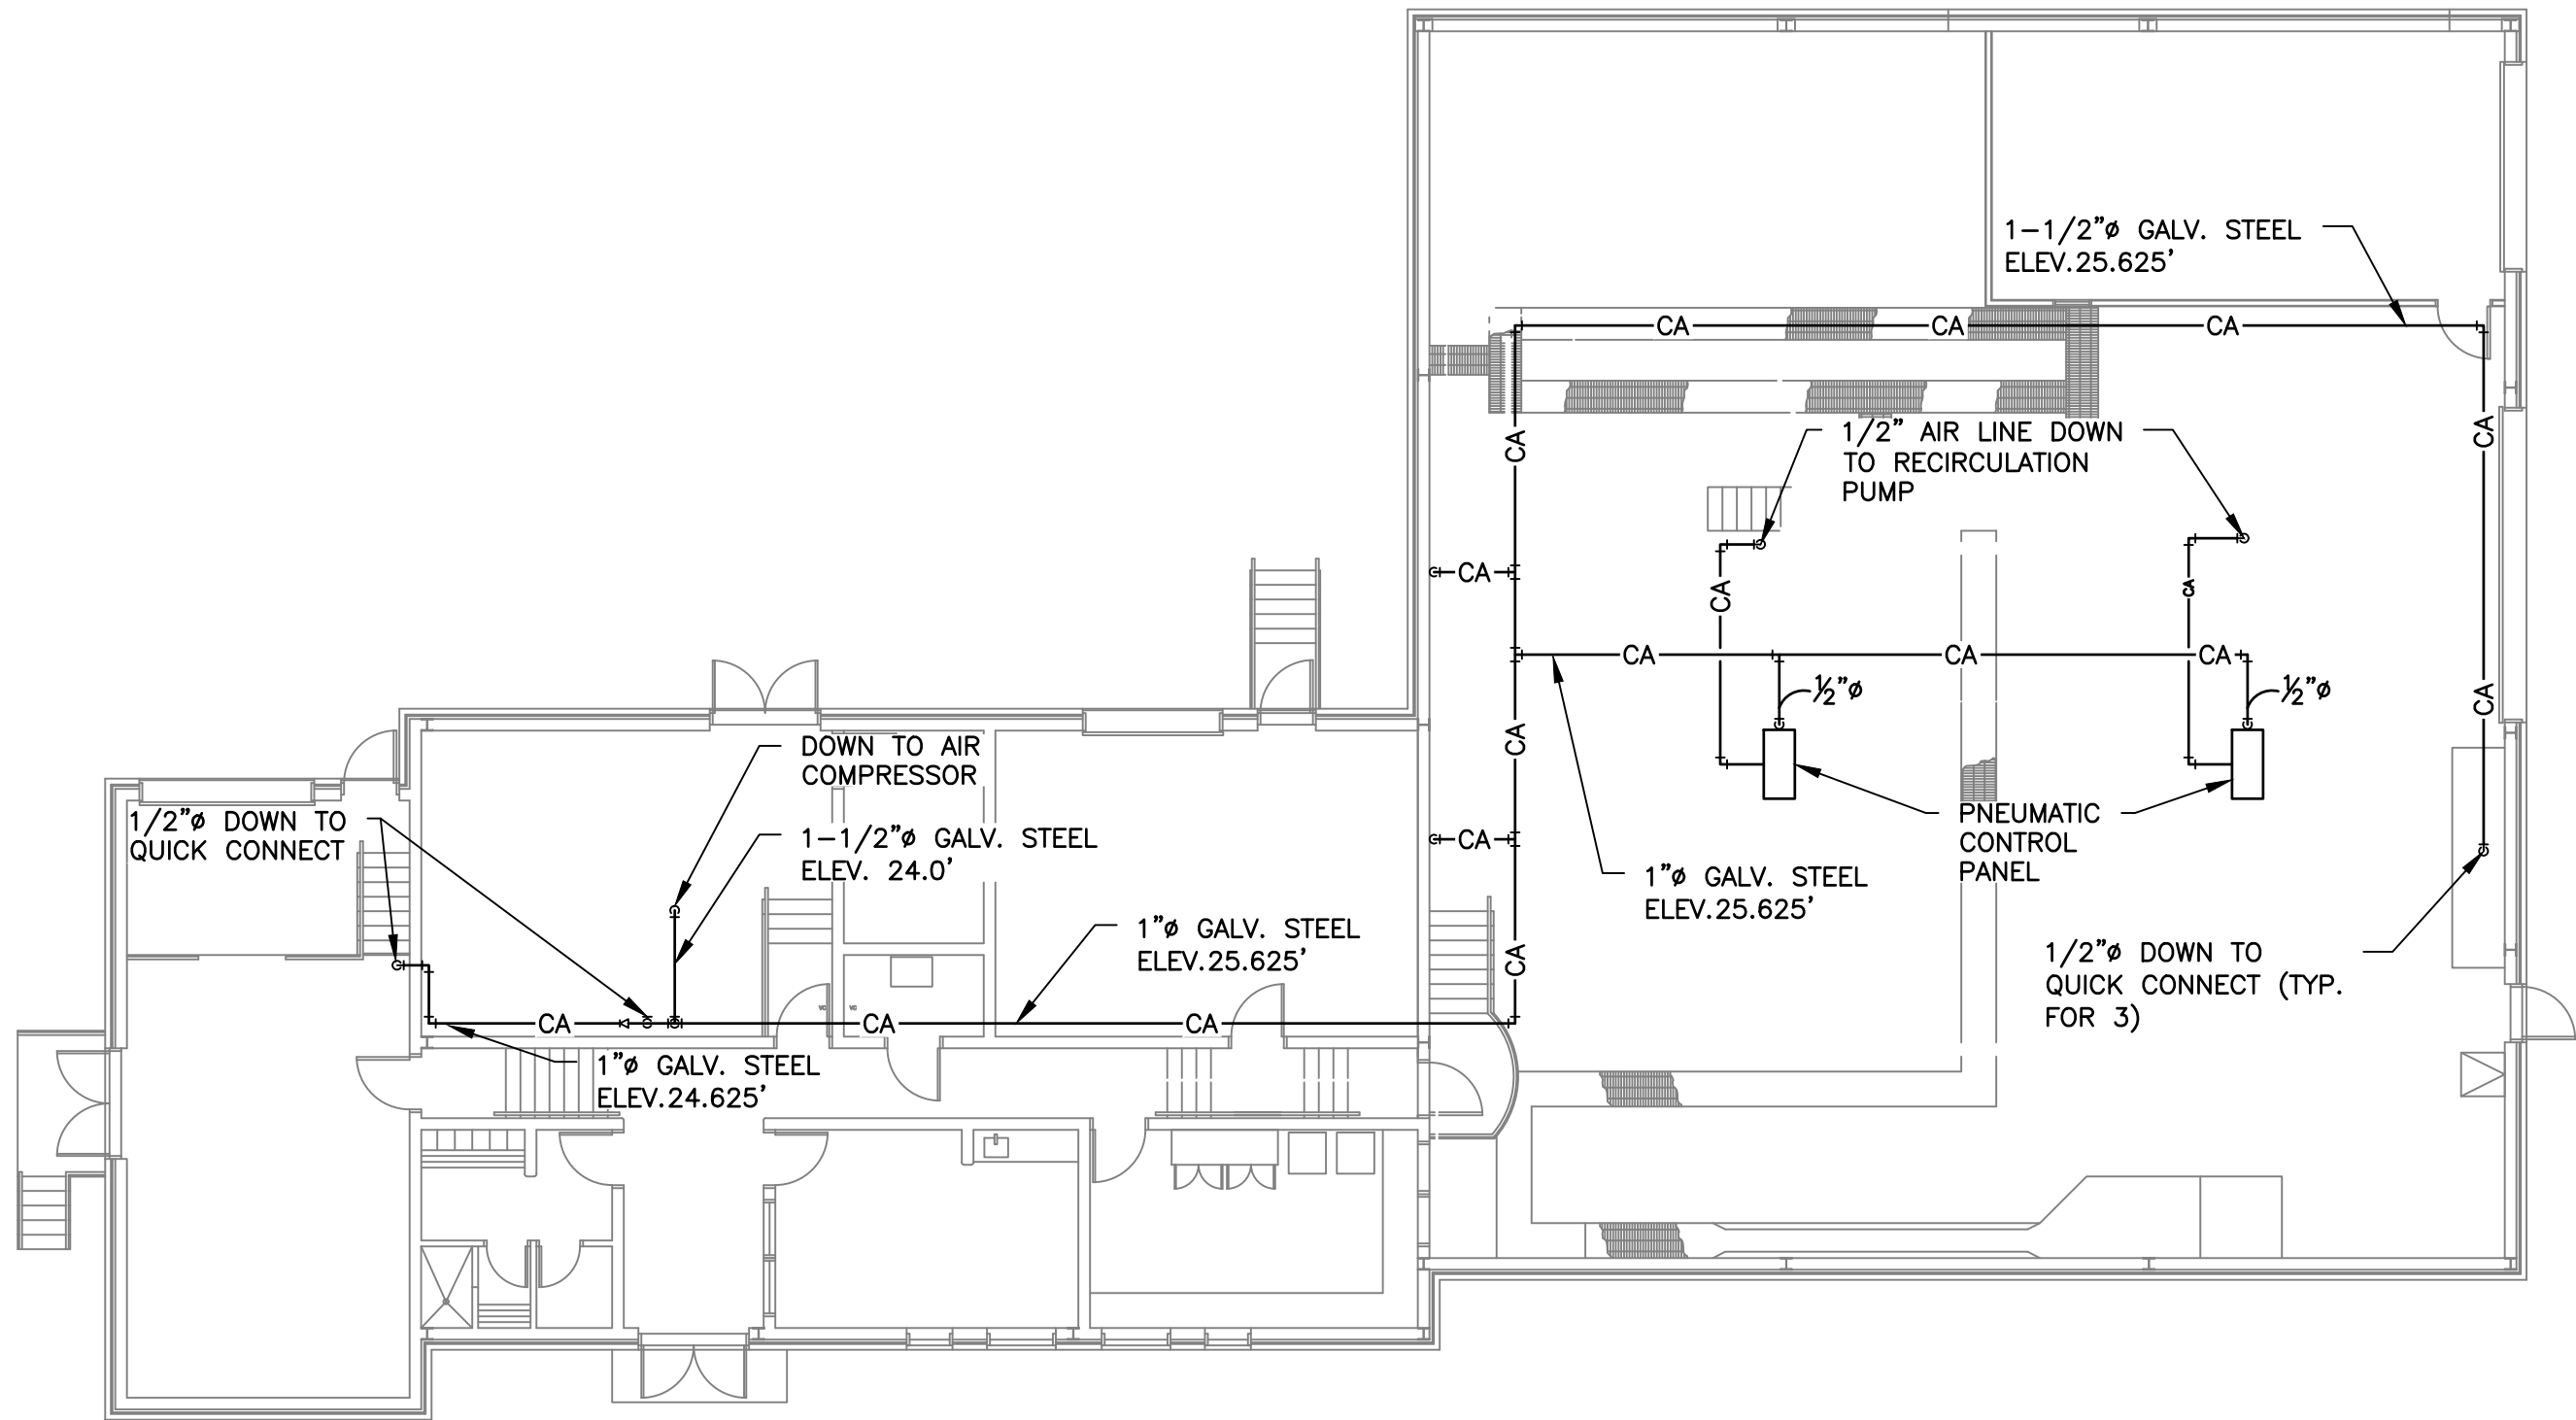 1-1/2"ø GALV. STEEL
ELEV.25.625'
CA
CA
CA
CA
CA
1/2" AIR LINE DOWN
TO RECIRCULATION
PUMP
CA
CA
CA
CA
CA
CA
1/2"ø
1/2"ø
CA
CA
DOWN TO AIR
COMPRESSOR
1/2"ø DOWN TO
QUICK CONNECT
1-1/2"ø GALV. STEEL
ELEV. 24.0'
CA
PNEUMATIC
CONTROL
PANEL
1"ø GALV. STEEL
ELEV.25.625'
1"ø GALV. STEEL
ELEV.25.625'
CA
1/2"ø DOWN TO
QUICK CONNECT (TYP.
FOR 3)
CA
CA
CA
1"ø GALV. STEEL
ELEV.24.625'